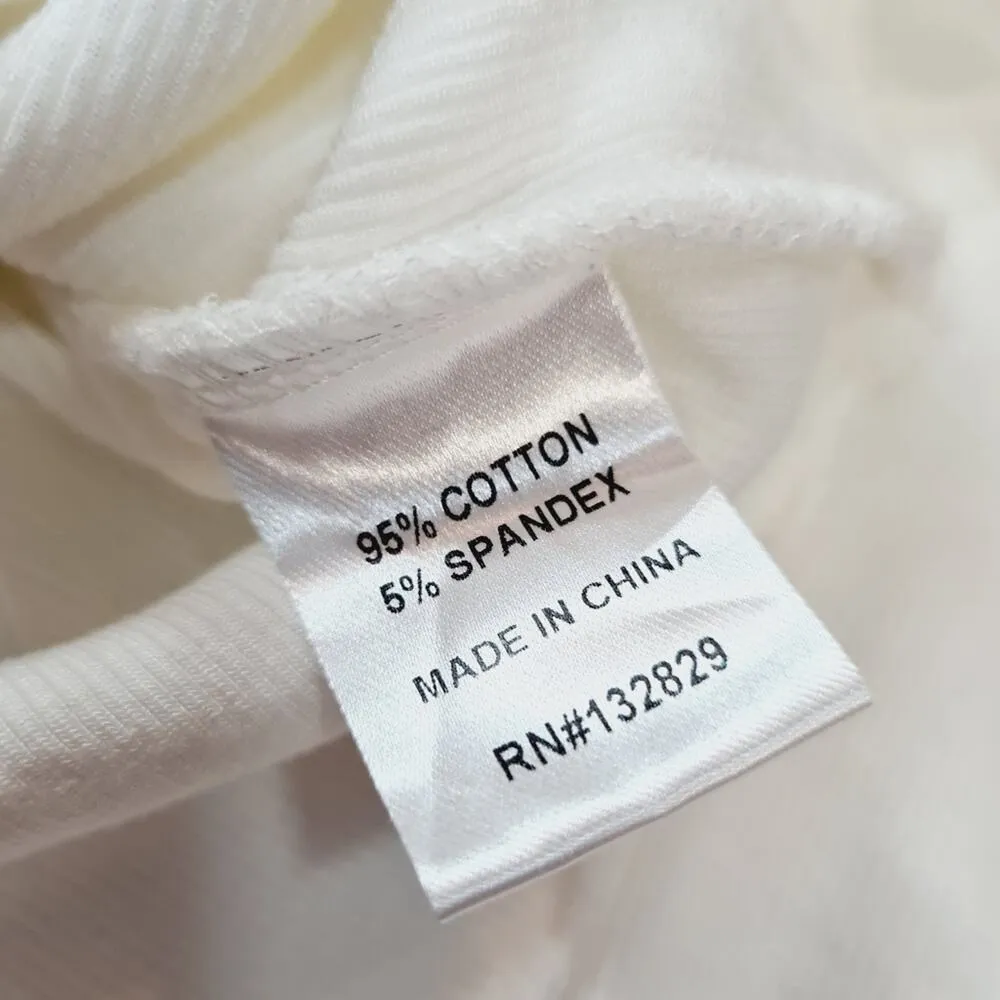 95% COTTON
5% SPANDEX
MADE IN CHINA
RN#132829